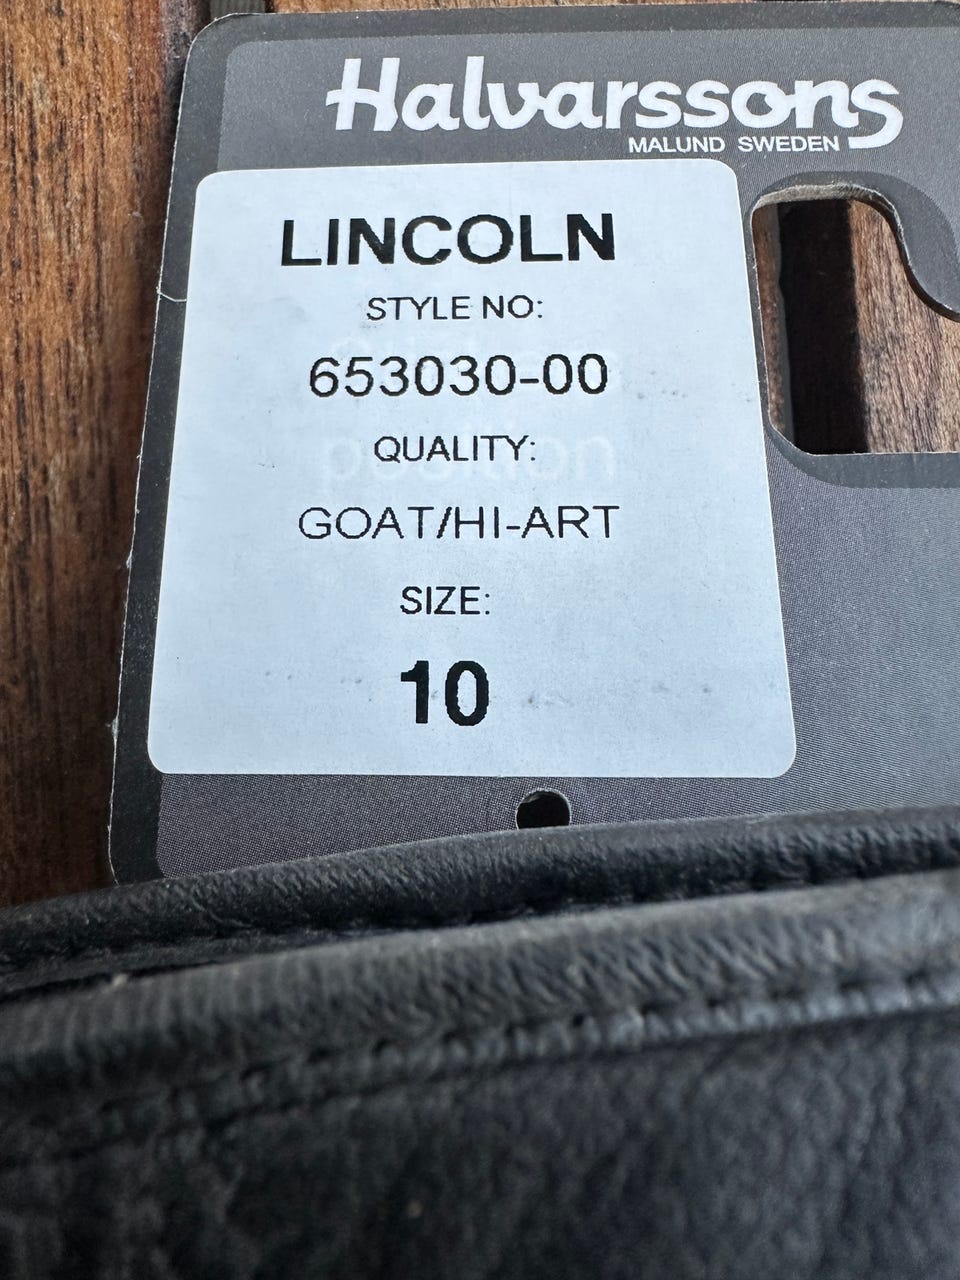 Halvarssons
MALUND SWEDEN
LINCOLN
STYLE NO:
653030-00
QUALITY:
GOAT/HI-ART
SIZE:
10